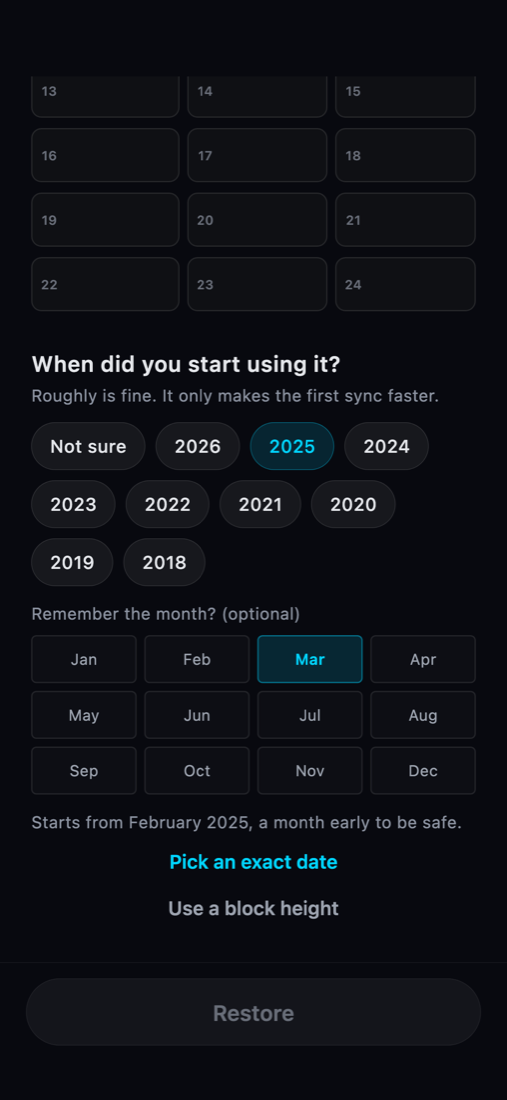 13 14 15
16 17 18
19 20 21
22 23 24
When did you start using it?
Roughly is fine. It only makes the first sync faster.
Not sure 2026 2025 2024
2023 2022 2021 2020
2019 2018
Remember the month? (optional)
Jan Feb Mar Apr
May Jun Jul Aug
Sep Oct Nov Dec
Starts from February 2025, a month early to be safe.
Pick an exact date
Use a block height
Restore